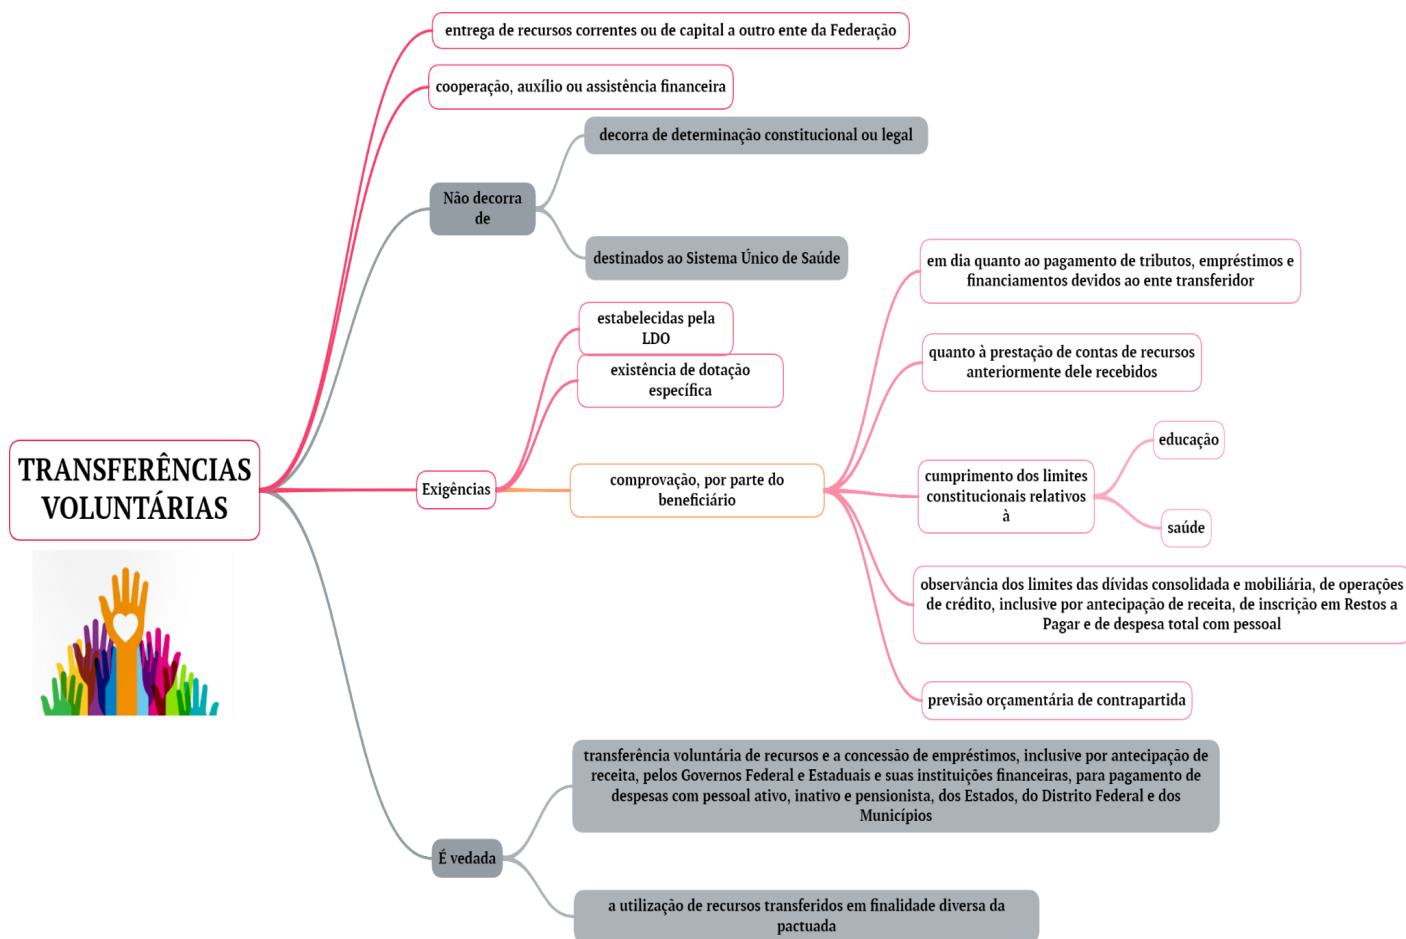 TRANSFERÊNCIAS
VOLUNTÁRIAS
entrega de recursos correntes ou de capital a outro ente da Federação
cooperação, auxílio ou assistência financeira
Não decorra
de
decorra de determinação constitucional ou legal
destinados ao Sistema Único de Saúde
Exigências
estabelecidas pela
LDO
existência de dotação
específica
comprovação, por parte do
beneficiário
em dia quanto ao pagamento de tributos, empréstimos e
financiamentos devidos ao ente transferidor
quanto à prestação de contas de recursos
anteriormente dele recebidos
cumprimento dos limites
constitucionais relativos
à
educação
saúde
observância dos limites das dívidas consolidada e mobiliária, de operações
de crédito, inclusive por antecipação de receita, de inscrição em Restos a
Pagar e de despesa total com pessoal
previsão orçamentária de contrapartida
É vedada
transferência voluntária de recursos e a concessão de empréstimos, inclusive por antecipação de
receita, pelos Governos Federal e Estaduais e suas instituições financeiras, para pagamento de
despesas com pessoal ativo, inativo e pensionista, dos Estados, do Distrito Federal e dos
Municípios
a utilização de recursos transferidos em finalidade diversa da
pactuada